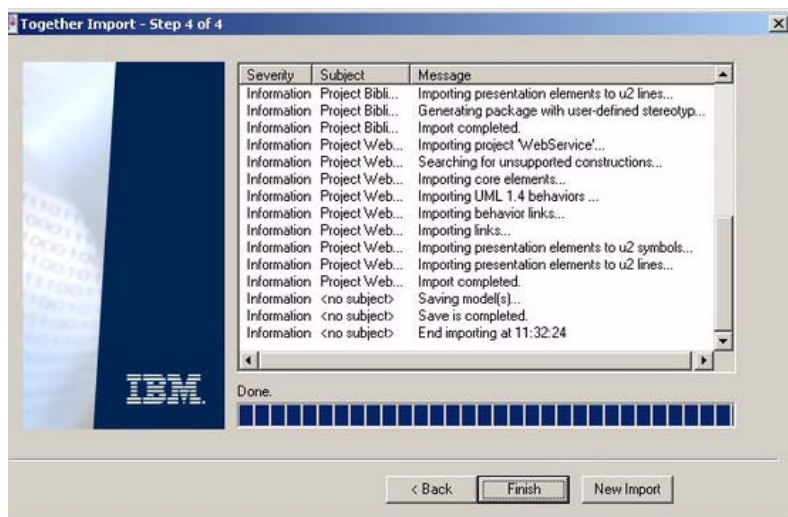 Together Import - Step 4 of 4
Severity Subject Message
Information Project Bibli... Importing presentation elements to u2 lines...
Information Project Bibli... Generating package with user-defined stereotyp...
Information Project Bibli... Import completed.
Information Project Web... Importing project 'WebService'...
Information Project Web... Searching for unsupported constructions...
Information Project Web... Importing core elements...
Information Project Web... Importing UML 1.4 behaviors ...
Information Project Web... Importing behavior links...
Information Project Web... Importing links...
Information Project Web... Importing presentation elements to u2 symbols...
Information Project Web... Importing presentation elements to u2 lines...
Information Project Web... Import completed.
Information <no subject> Saving model(s)...
Information <no subject> Save is completed.
Information <no subject> End importing at 11:32:24
IBM.
Done.
< Back Finish New Import